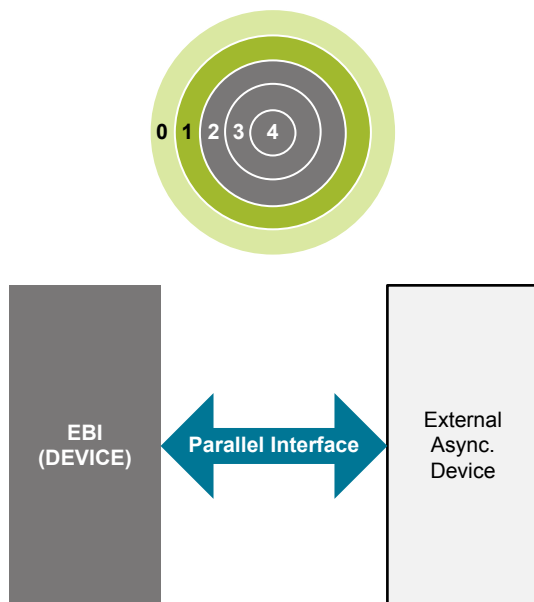 0 1 2 3 4
EBI
(DEVICE)
Parallel Interface
External
Async.
Device